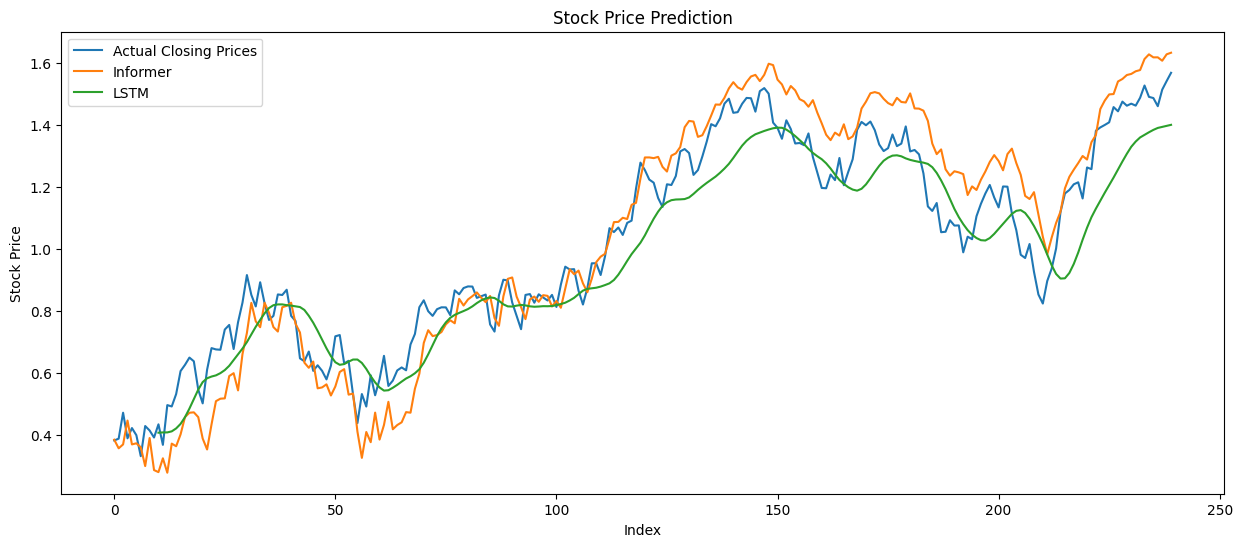 Stock Price Prediction
Actual Closing Prices
Informer
LSTM
Stock Price
1.6
1.4
1.2
1.0
0.8
0.6
0.4
0
50
100
150
200
250
Index